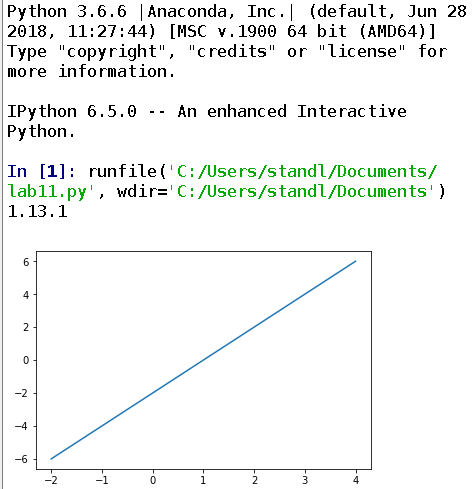 Python 3.6.6 |Anaconda, Inc.| (default, Jun 28
2018, 11:27:44) [MSC v.1900 64 bit (AMD64)]
Type "copyright", "credits" or "license" for
more information.
IPython 6.5.0 -- An enhanced Interactive
Python.
In [1]: runfile('C:/Users/standl/Documents/
lab11.py', wdir='C:/Users/standl/Documents')
1.13.1
6
4
2
0
−2
−4
−6
−2 −1 0 1 2 3 4